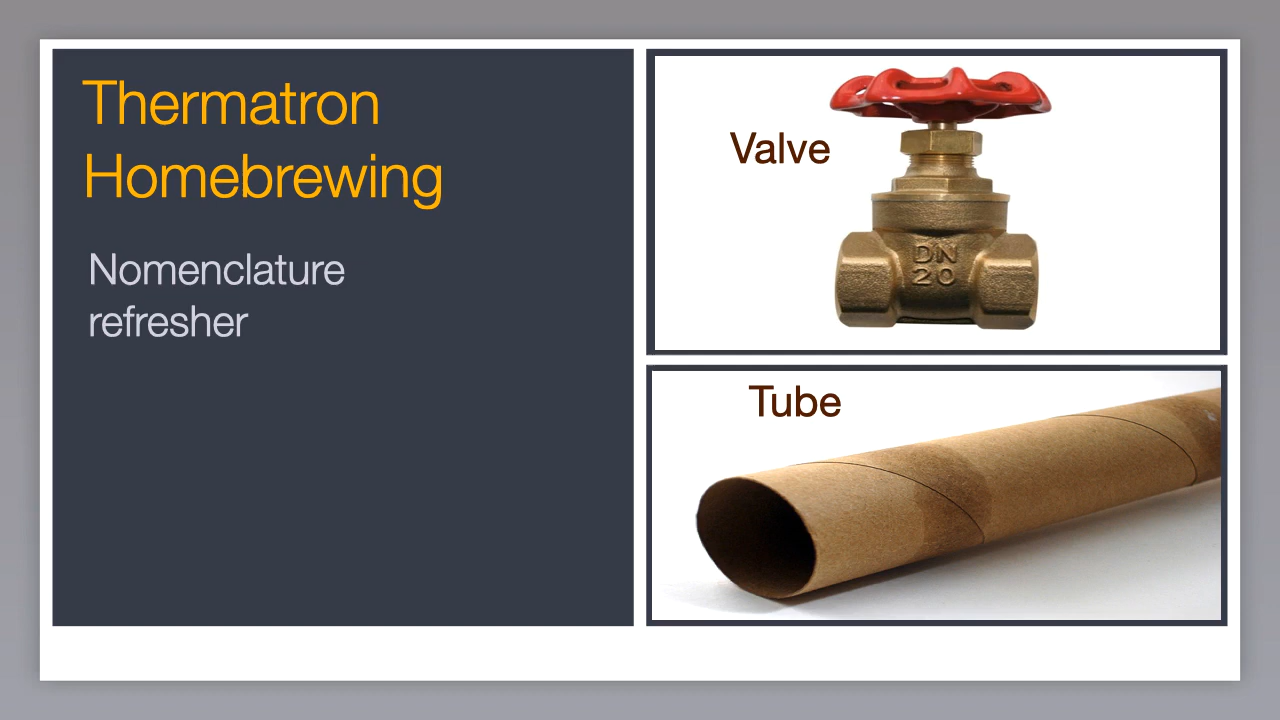 Thermatron
Homebrewing
Nomenclature
refresher
Valve
DN
20
Tube